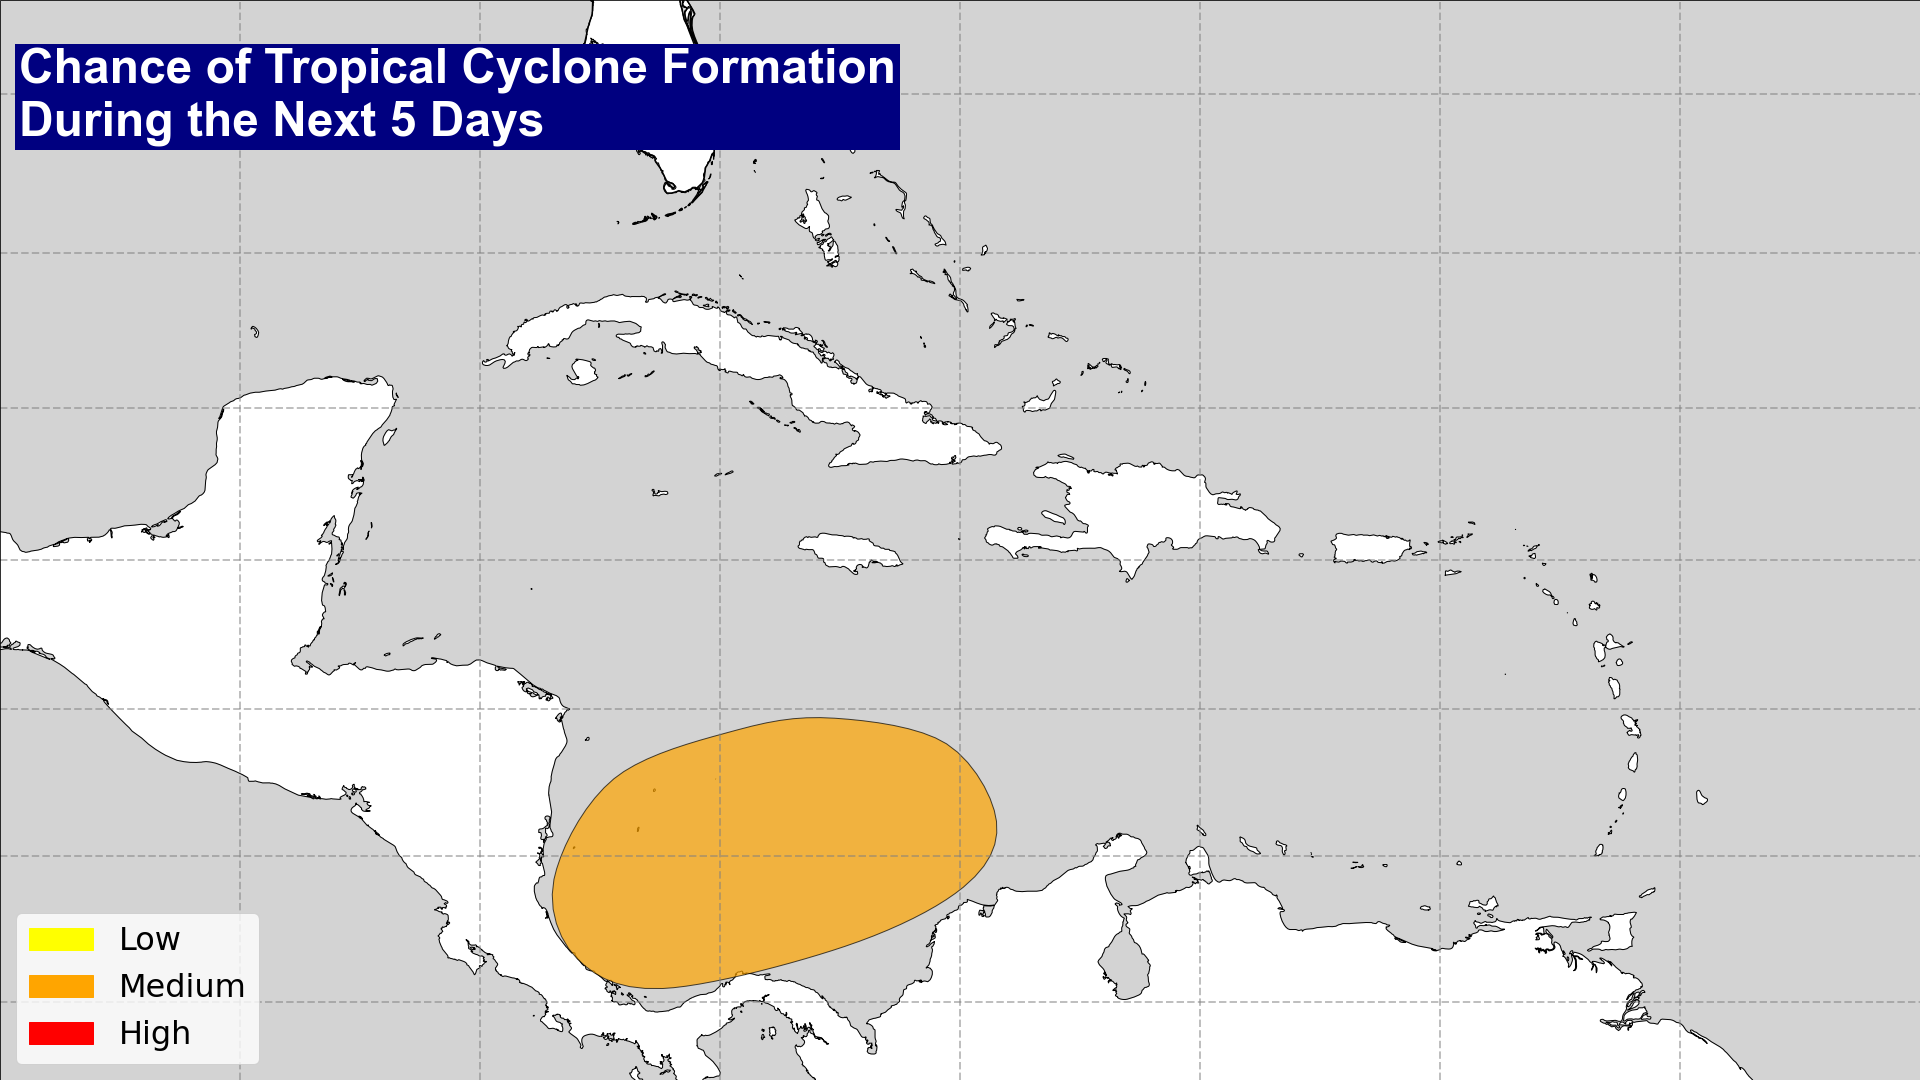 Chance of Tropical Cyclone Formation
During the Next 5 Days
Low
Medium
High